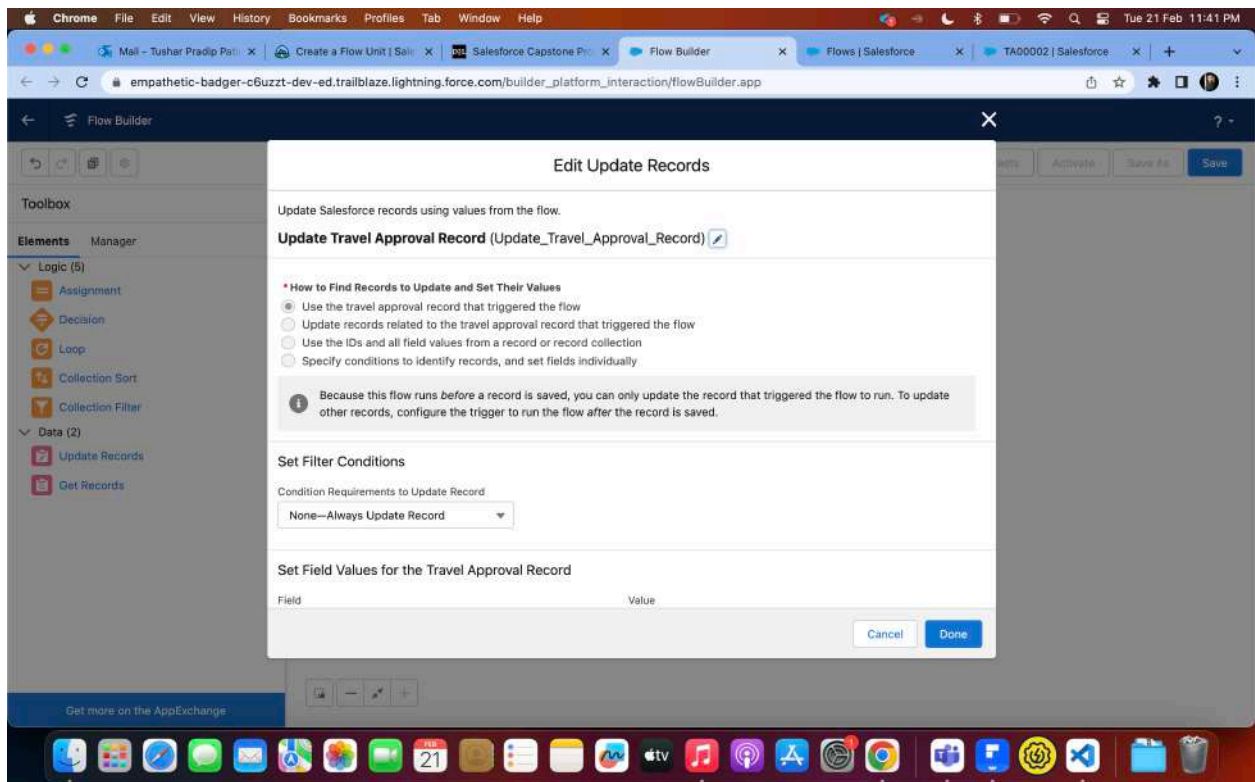 Chrome File Edit View History Bookmarks Profiles Tab Window Help Tue 21 Feb 11:41 PM
Mail – Tushar Pradip Pati Create a Flow Unit | Sale Salesforce Capstone Pro Flow Builder Flows | Salesforce TA00002 | Salesforce
empathetic-badger-c6uzzt-dev-ed.trailblaze.lightning.force.com/builder_platform_interaction/flowBuilder.app
Flow Builder ?
Edit Update Records
Activate Save As Save
Toolbox
Update Salesforce records using values from the flow.
Elements Manager
Update Travel Approval Record (Update_Travel_Approval_Record)
Logic (5)
Assignment
Decision
Loop
Collection Sort
Collection Filter
Data (2)
Update Records
Get Records
* How to Find Records to Update and Set Their Values
Use the travel approval record that triggered the flow
Update records related to the travel approval record that triggered the flow
Use the IDs and all field values from a record or record collection
Specify conditions to identify records, and set fields individually
Because this flow runs before a record is saved, you can only update the record that triggered the flow to run. To update
other records, configure the trigger to run the flow after the record is saved.
Set Filter Conditions
Condition Requirements to Update Record
None—Always Update Record
Set Field Values for the Travel Approval Record
Field Value
Cancel Done
Get more on the AppExchange
FEB
21
tv